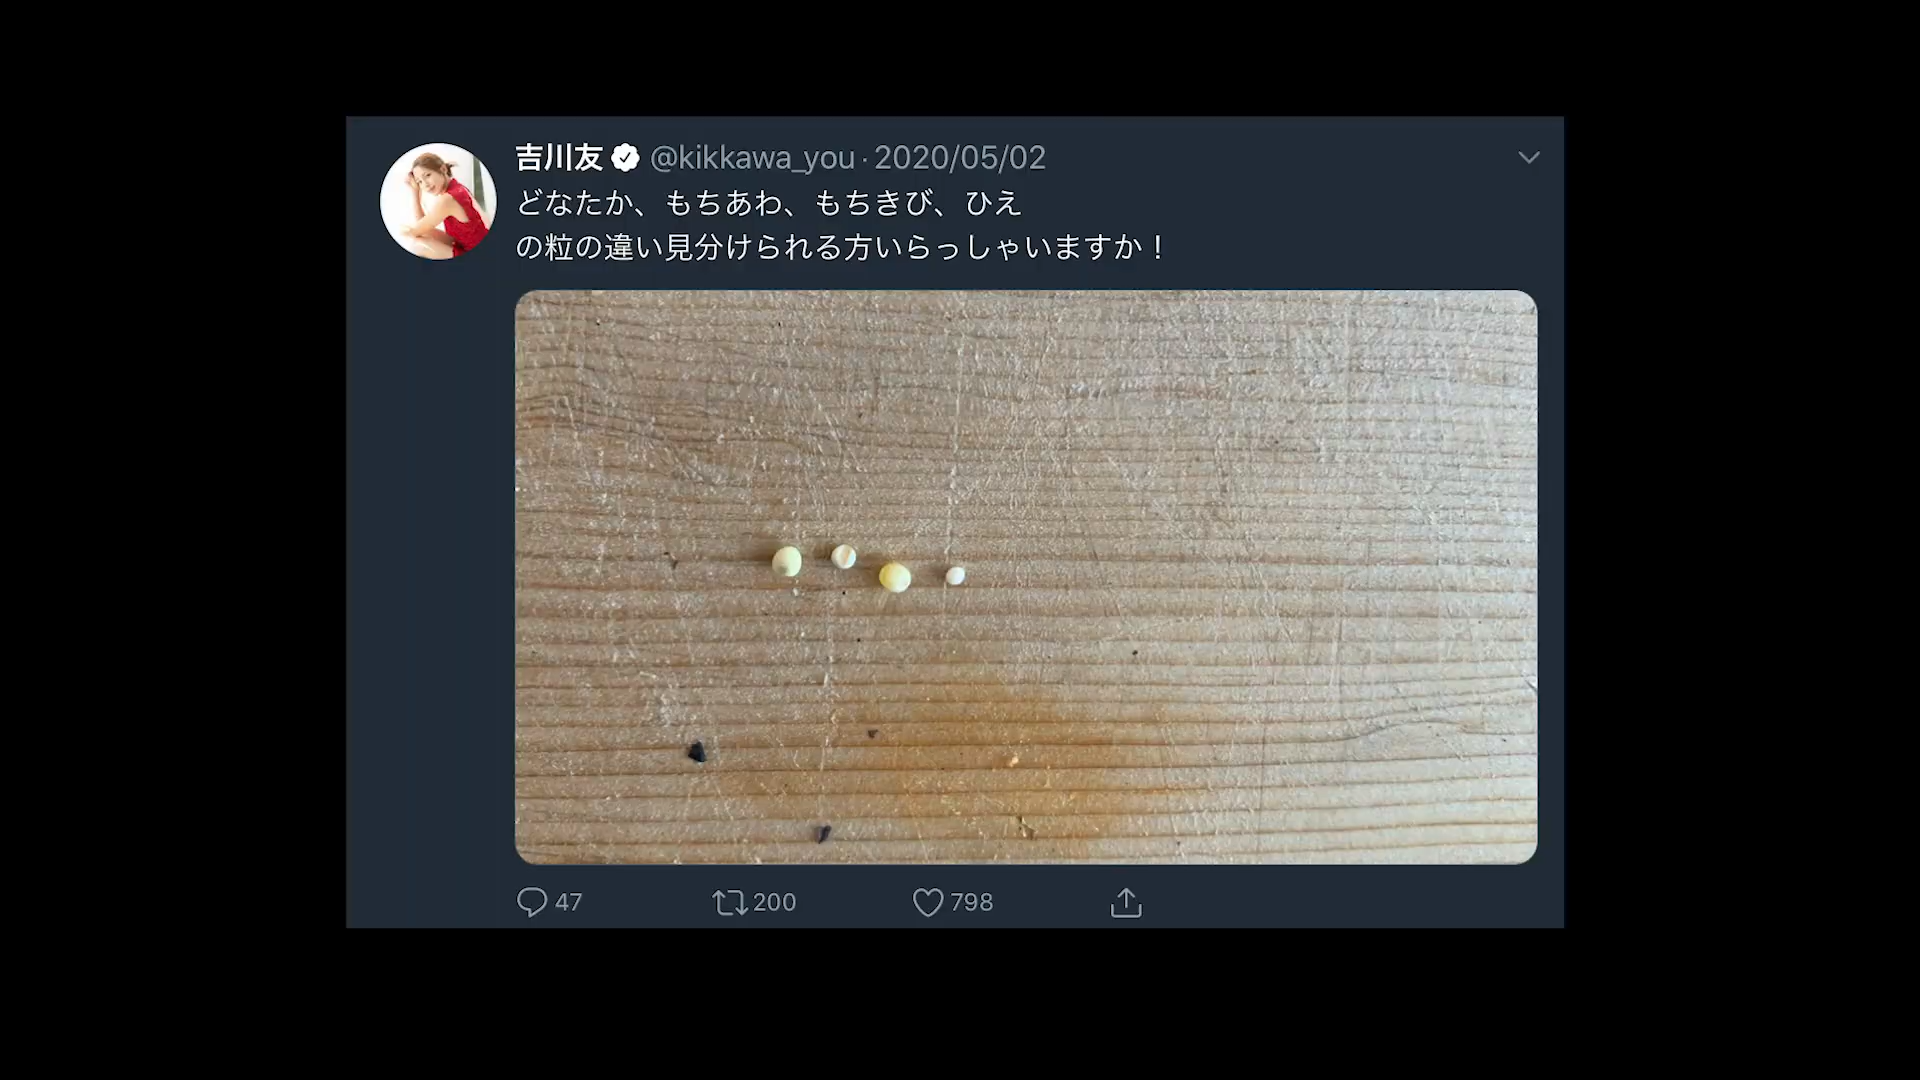 吉川友 @kikkawa_you · 2020/05/02
どなたか、もちあわ、もちきび、ひえ
の粒の違い見分けられる方いらっしゃいますか！
47 200 798